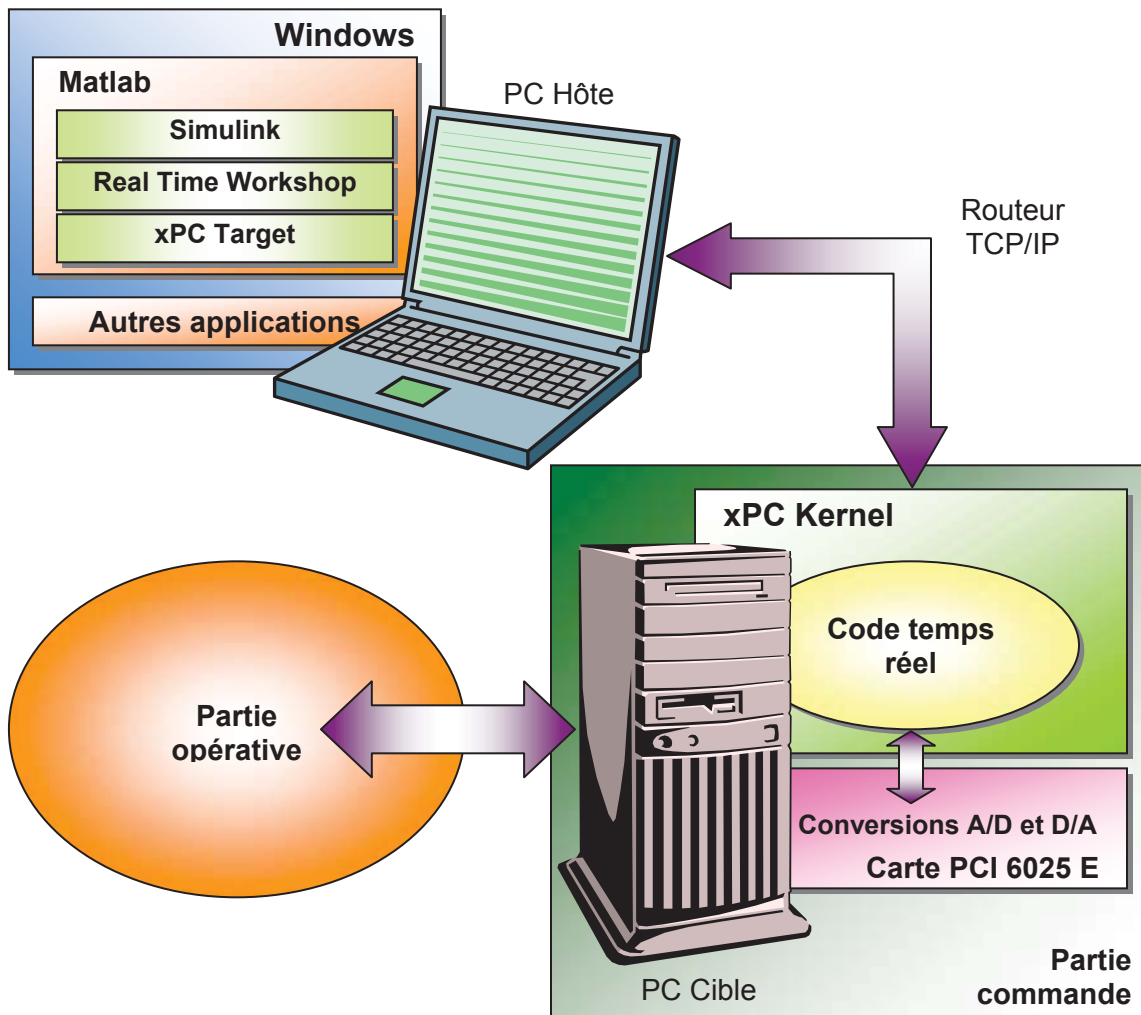 Windows
Matlab
Simulink
Real Time Workshop
xPC Target
Autres applications
PC Hôte
Routeur
TCP/IP
xPC Kernel
Code temps
réel
Partie
opérative
Conversions A/D et D/A
Carte PCI 6025 E
PC Cible
Partie
commande